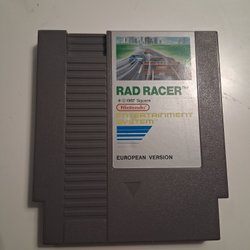 RAD RACER™
© 1987 Square
Nintendo
ENTERTAINMENT
SYSTEM™
EUROPEAN VERSION